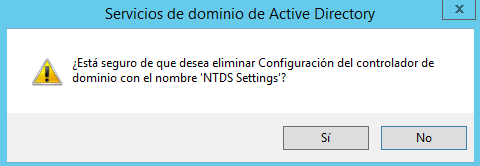 Servicios de dominio de Active Directory
x
¿Está seguro de que desea eliminar Configuración del controlador de
dominio con el nombre 'NTDS Settings'?
Sí
No